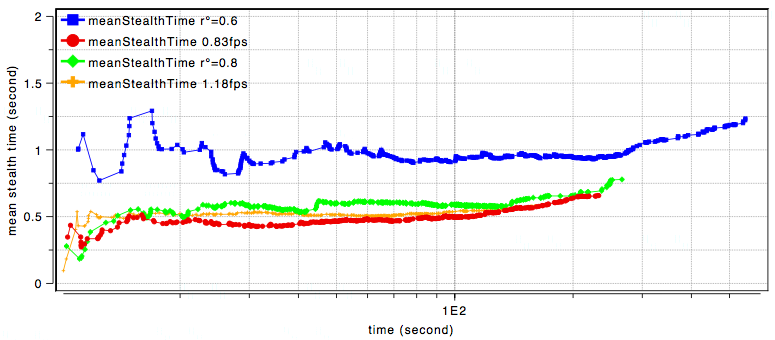 2
meanStealthTime r°=0.6
meanStealthTime 0.83fps
meanStealthTime r°=0.8
meanStealthTime 1.18fps
1.5
1
0.5
0
mean stealth time (second)
1E2
time (second)